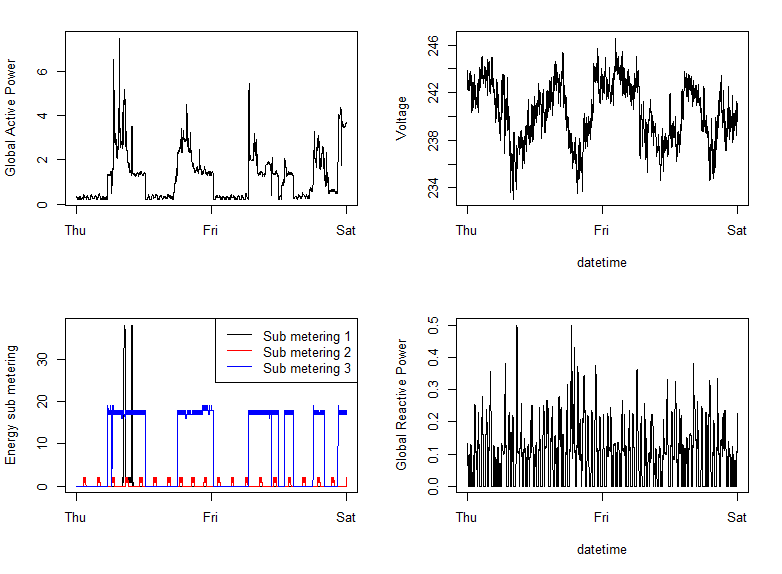 Global Active Power
0 2 4 6
Thu Fri Sat
Voltage
234 238 242 246
Thu Fri Sat
datetime
Energy sub metering
0 10 20 30
Sub metering 1
Sub metering 2
Sub metering 3
Thu Fri Sat
Global Reactive Power
0.0 0.1 0.2 0.3 0.4 0.5
Thu Fri Sat
datetime